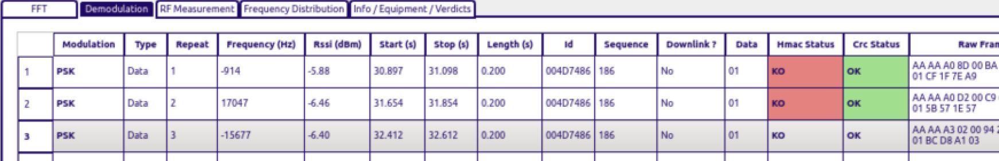 FFT Demodulation RF Measurement Frequency Distribution Info / Equipment / Verdicts
Modulation Type Repeat Frequency (Hz) Rssi (dBm) Start (s) Stop (s) Length (s) Id Sequence Downlink ? Data Hmac Status Crc Status Raw Fran
1 PSK Data 1 -914 -5.88 30.897 31.098 0.200 004D7486 186 No 01 KO OK AA AA A0 8D 00 BA
01 CF 1F 7E A9
2 PSK Data 2 17047 -6.46 31.654 31.854 0.200 004D7486 186 No 01 KO OK AA AA A0 D2 00 C9
01 5B 57 1E 57
3 PSK Data 3 -15677 -6.40 32.412 32.612 0.200 004D7486 186 No 01 KO OK AA AA A3 02 00 94 2
01 BC D8 A1 03